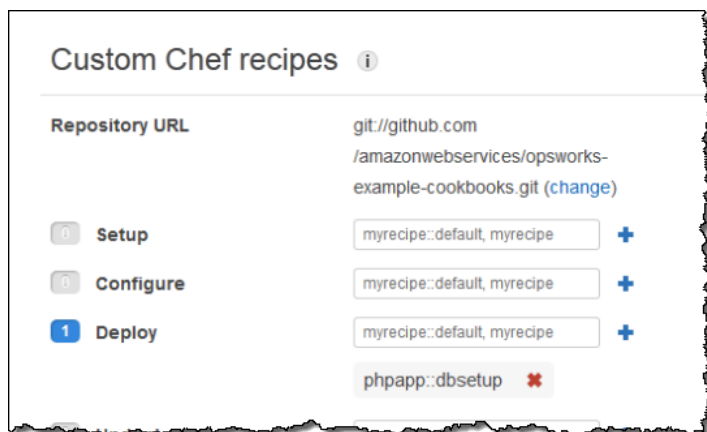 Custom Chef recipes i
Repository URL git://github.com
/amazonwebservices/opsworks-
example-cookbooks.git (change)
0 Setup myrecipe::default, myrecipe
0 Configure myrecipe::default, myrecipe
1 Deploy myrecipe::default, myrecipe
phpapp::dbsetup